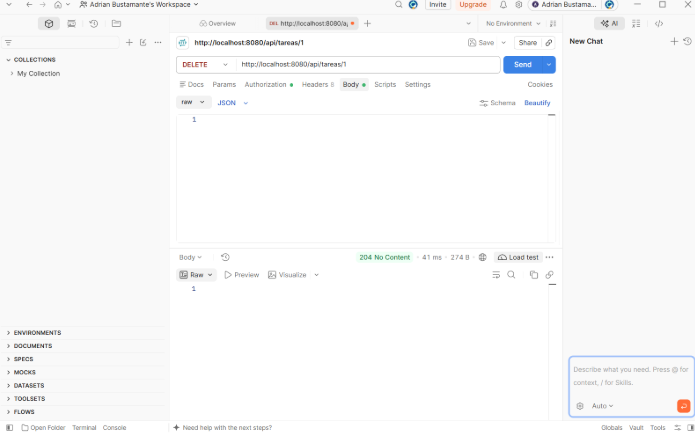 Adrian Bustamante's Workspace
Invite
Upgrade
Adrian Bustama...
Overview
DEL http://localhost:8080/a
No Environment
AI
COLLECTIONS
My Collection
http://localhost:8080/api/tareas/1
Save
Share
New Chat
DELETE
http://localhost:8080/api/tareas/1
Send
Docs
Params
Authorization
Headers 8
Body
Scripts
Settings
Cookies
raw
JSON
Schema
Beautify
1
Body
204 No Content
41 ms
274 B
Load test
Raw
Preview
Visualize
1
ENVIRONMENTS
DOCUMENTS
SPECS
MOCKS
DATASETS
TOOLSETS
FLOWS
Describe what you need. Press @ for
context, / for Skills.
Auto
Open Folder
Terminal
Console
Need help with the next steps?
Globals
Vault
Tools